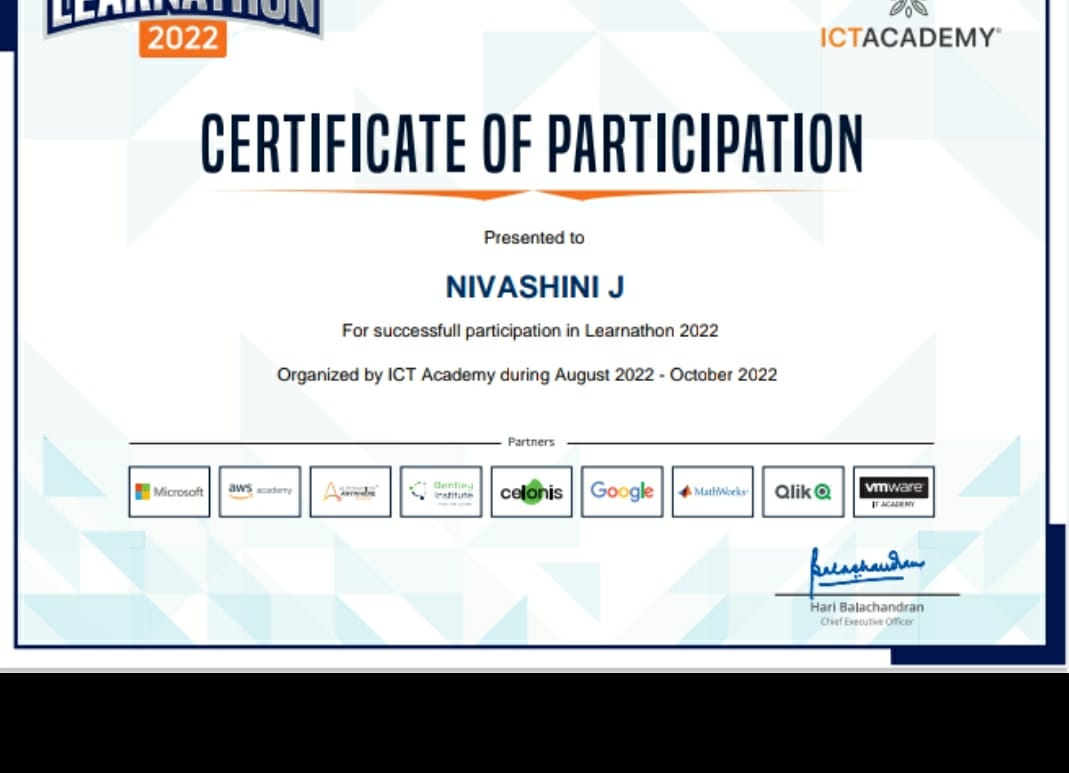 LEARNATHON
2022
ICTACADEMY
CERTIFICATE OF PARTICIPATION
Presented to
NIVASHINI J
For successfull participation in Learnathon 2022
Organized by ICT Academy during August 2022 - October 2022
Partners
Microsoft
aws academy
AUTOMATION ANYWHERE
Bentley Institute
celonis
Google
MathWorks
Qlik
vmware IT ACADEMY
Balachandran
Hari Balachandran
Chief Executive Officer